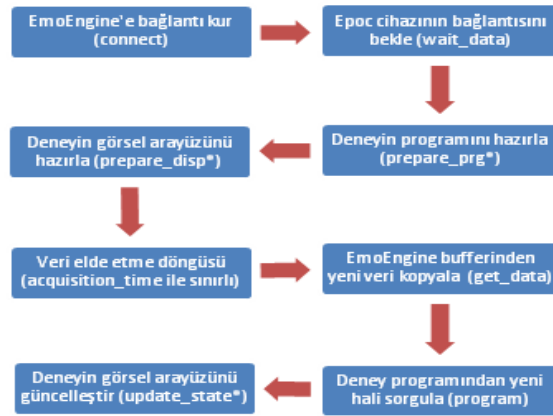 EmoEngine'e bağlantı kur
(connect)
Epoc cihazının bağlantısını
bekle (wait_data)
Deneyin programını hazırla
(prepare_prg*)
Deneyin görsel arayüzünü
hazırla (prepare_disp*)
Veri elde etme döngüsü
(acquisition_time ile sınırlı)
EmoEngine bufferinden
yeni veri kopyala (get_data)
Deney programından yeni
hali sorgula (program)
Deneyin görsel arayüzünü
güncelleştir (update_state*)